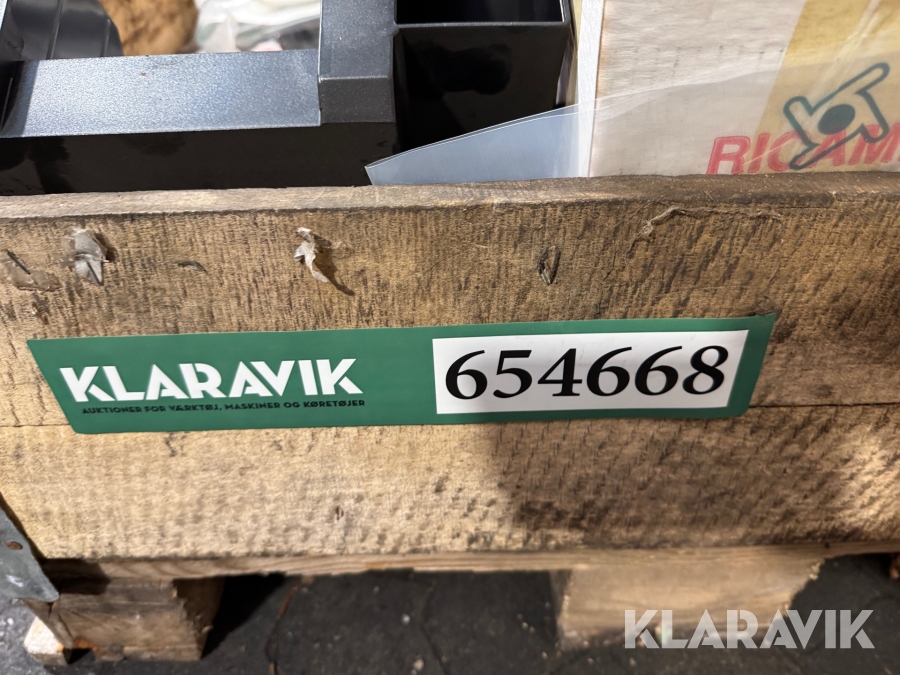 RICAM
KLARAVIK
AUKTIONER FOR VÆRKTØJ, MASKINER OG KØRETØJER
654668
KLARAVIK